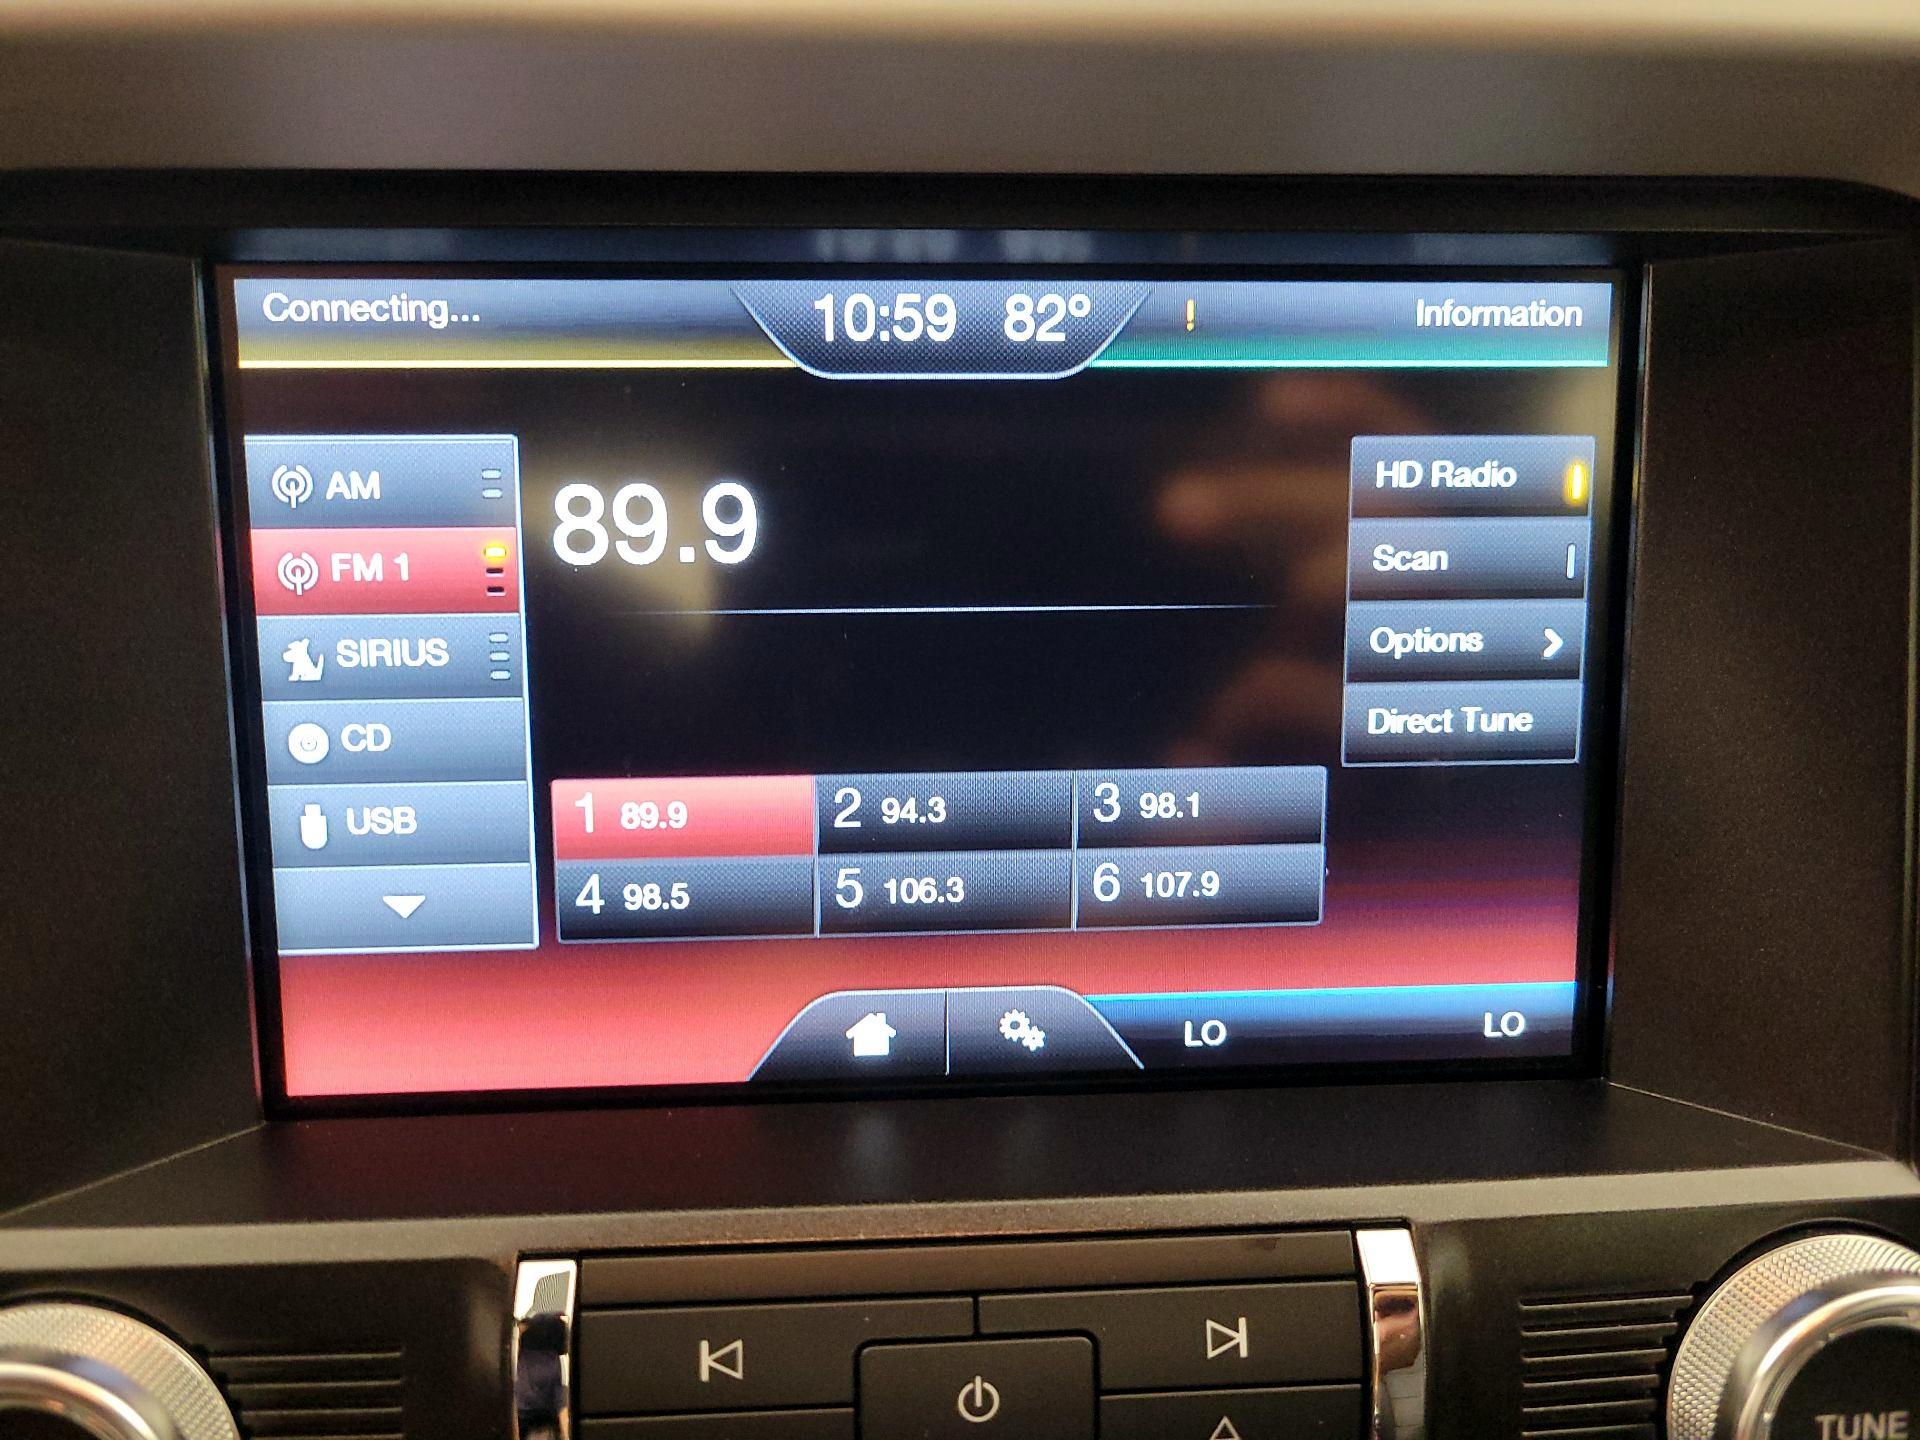 Connecting...
10:59 82°
!
Information
AM
FM 1
SIRIUS
CD
USB
89.9
HD Radio
Scan
Options
Direct Tune
1 89.9
2 94.3
3 98.1
4 98.5
5 106.3
6 107.9
LO
LO
TUNE